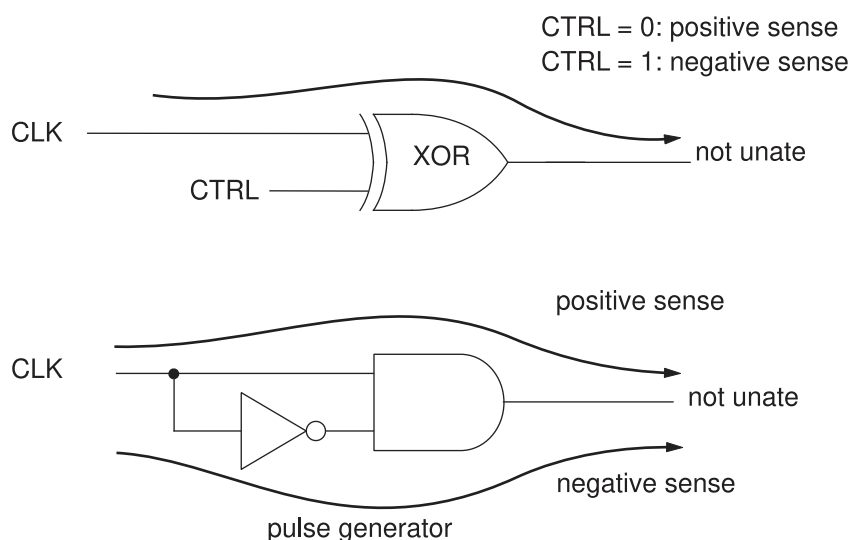 CTRL = 0: positive sense
CTRL = 1: negative sense
CLK
XOR
not unate
CTRL
positive sense
CLK
not unate
negative sense
pulse generator